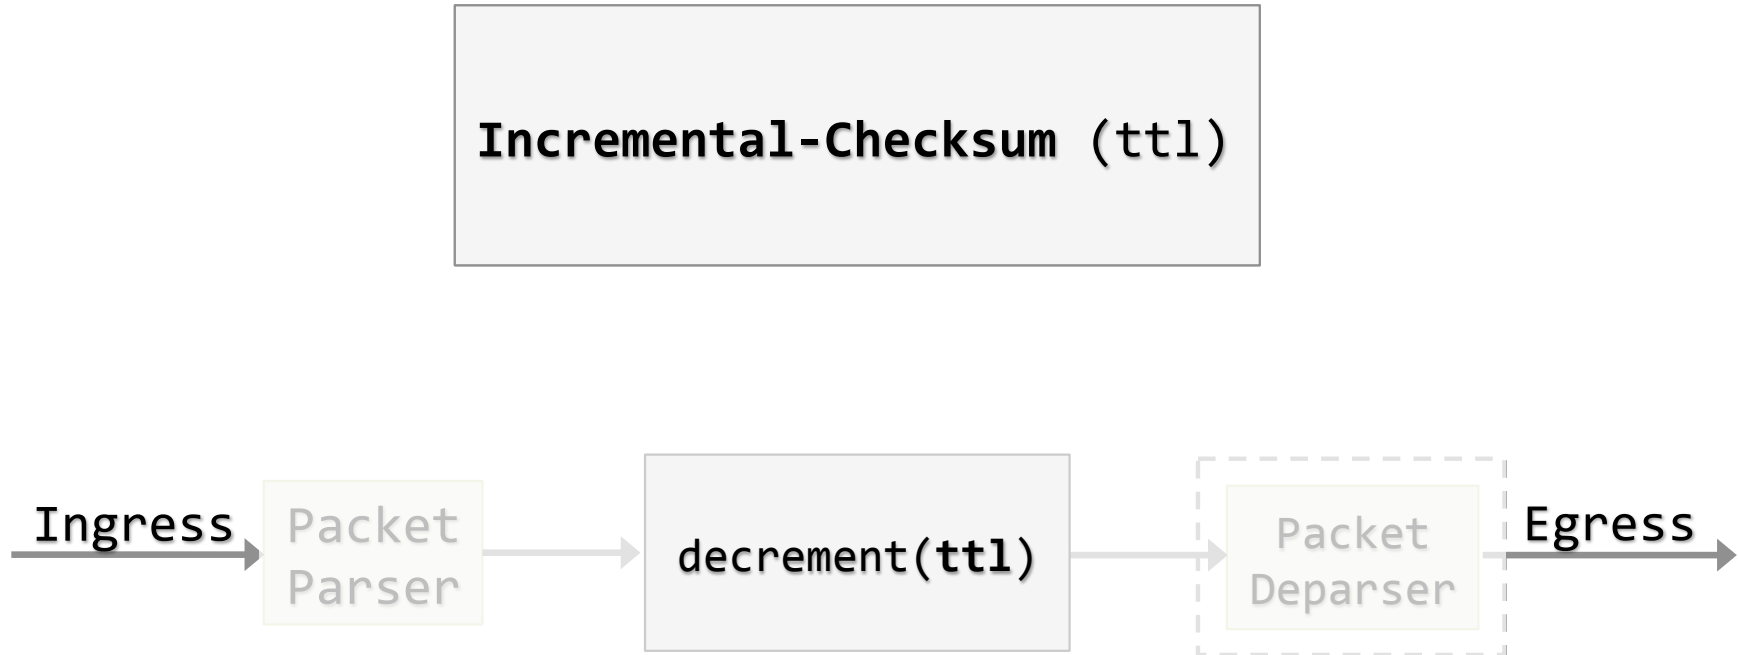 Incremental-Checksum (ttl)
Ingress
Packet
Parser
decrement(ttl)
Packet
Deparser
Egress